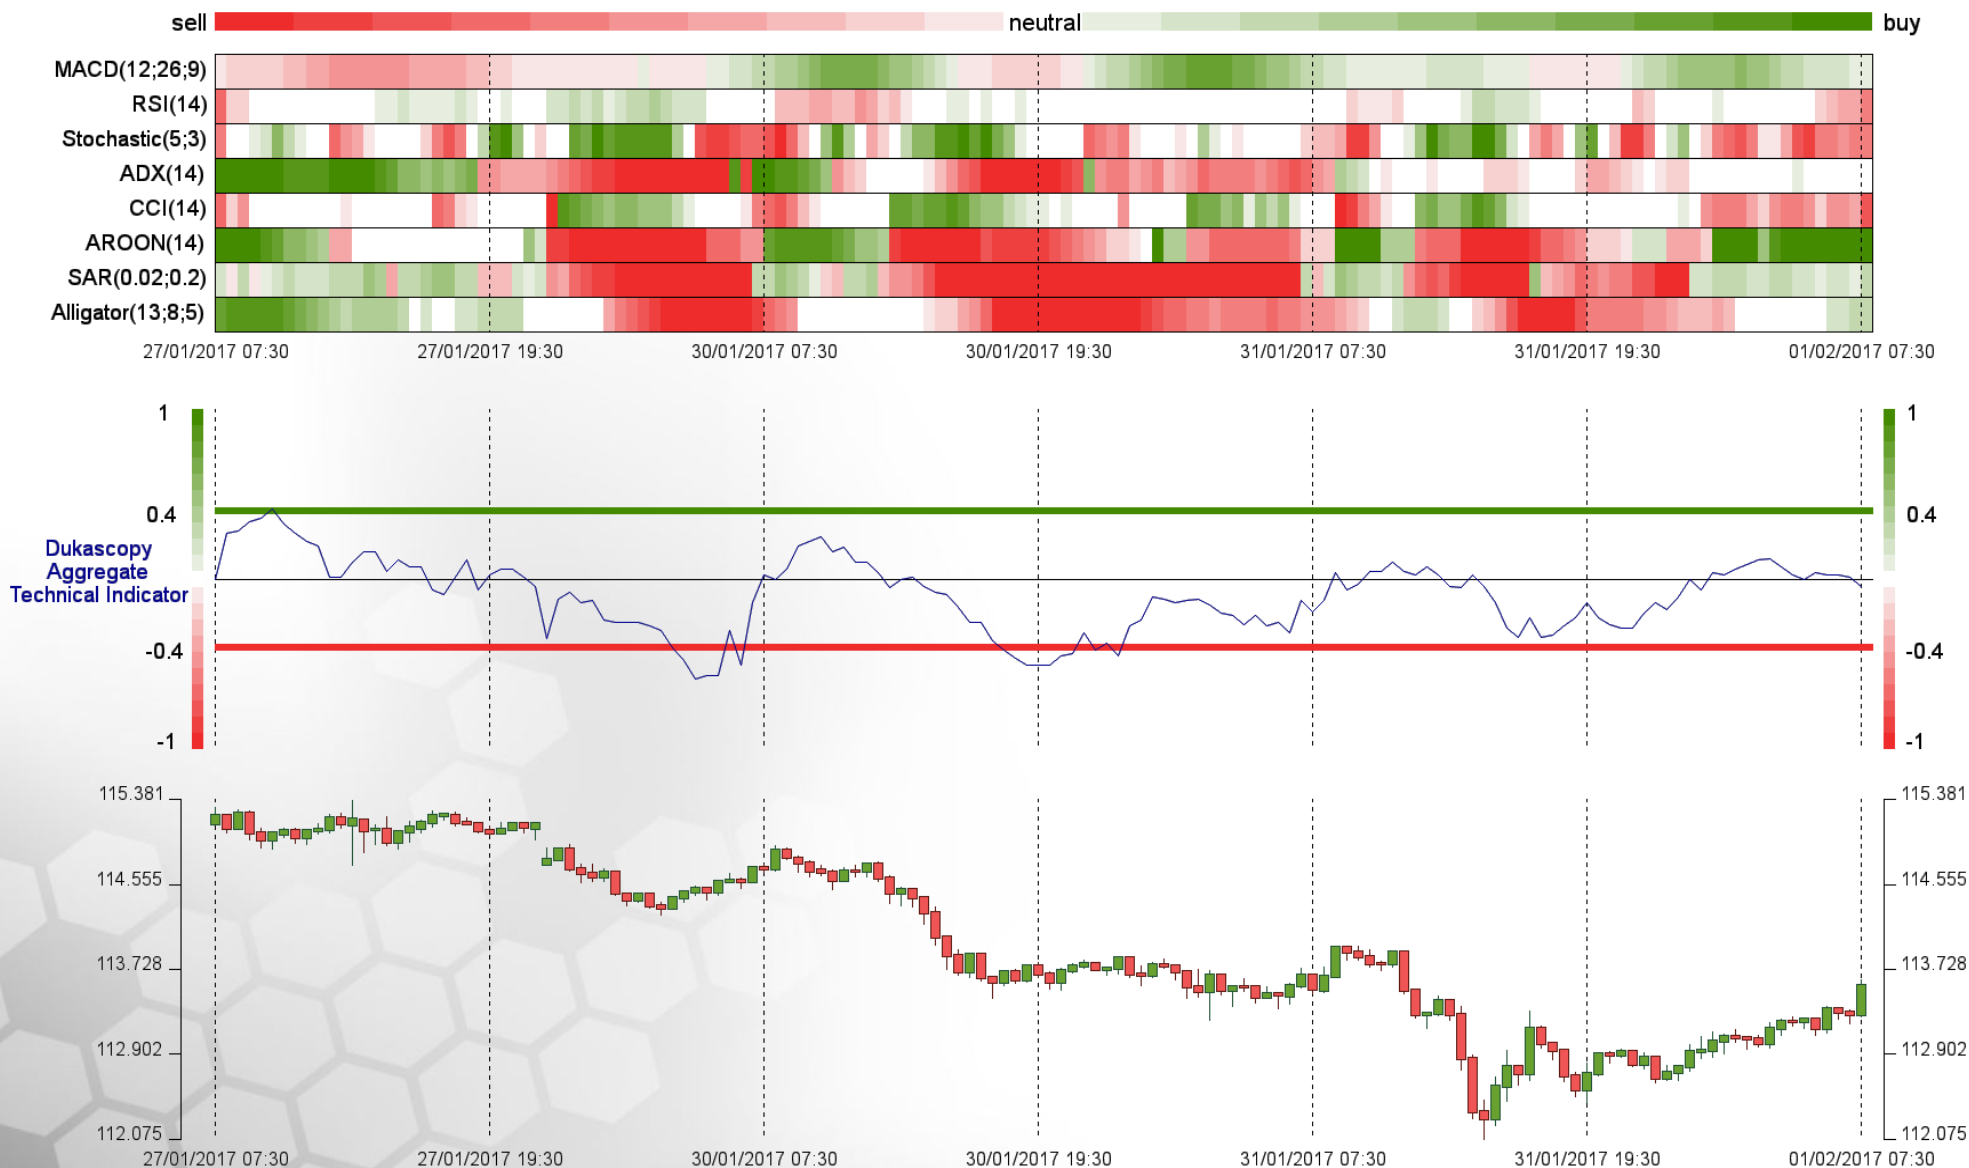 sell neutral buy
MACD(12;26;9)
RSI(14)
Stochastic(5;3)
ADX(14)
CCI(14)
AROON(14)
SAR(0.02;0.2)
Alligator(13;8;5)
27/01/2017 07:30 27/01/2017 19:30 30/01/2017 07:30 30/01/2017 19:30 31/01/2017 07:30 31/01/2017 19:30 01/02/2017 07:30
1 1
0.4 0.4
Dukascopy
Aggregate
Technical Indicator
-0.4 -0.4
-1 -1
115.381 115.381
114.555 114.555
113.728 113.728
112.902 112.902
112.075 112.075
27/01/2017 07:30 27/01/2017 19:30 30/01/2017 07:30 30/01/2017 19:30 31/01/2017 07:30 31/01/2017 19:30 01/02/2017 07:30